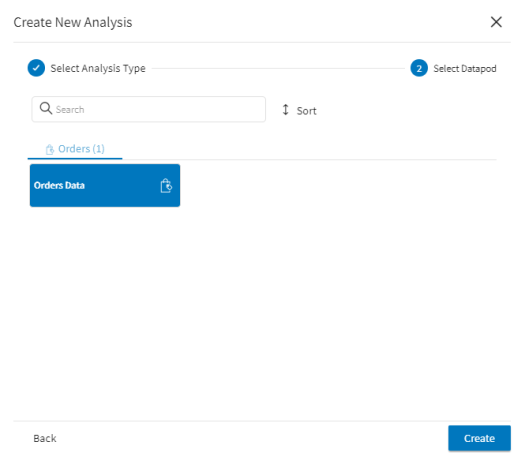 Create New Analysis
Select Analysis Type
2 Select Datapod
Search
Sort
Orders (1)
Orders Data
Back
Create